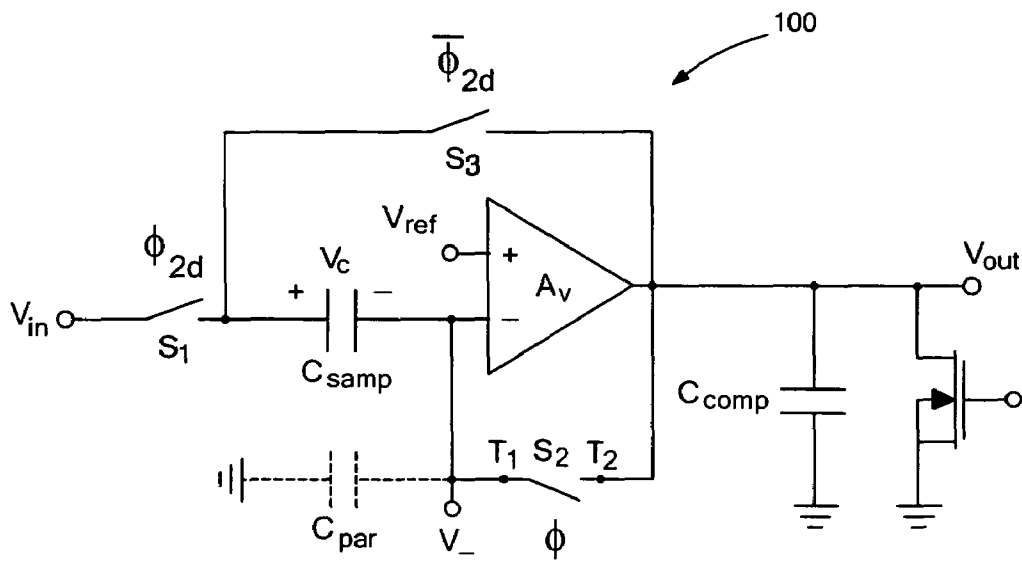 100
ϕ̅2d
S3
Vref
+
ϕ2d
Vc
Vout
+
−
Av
Vin
−
S1
Csamp
Ccomp
T1
S2
T2
Cpar
V−
ϕ